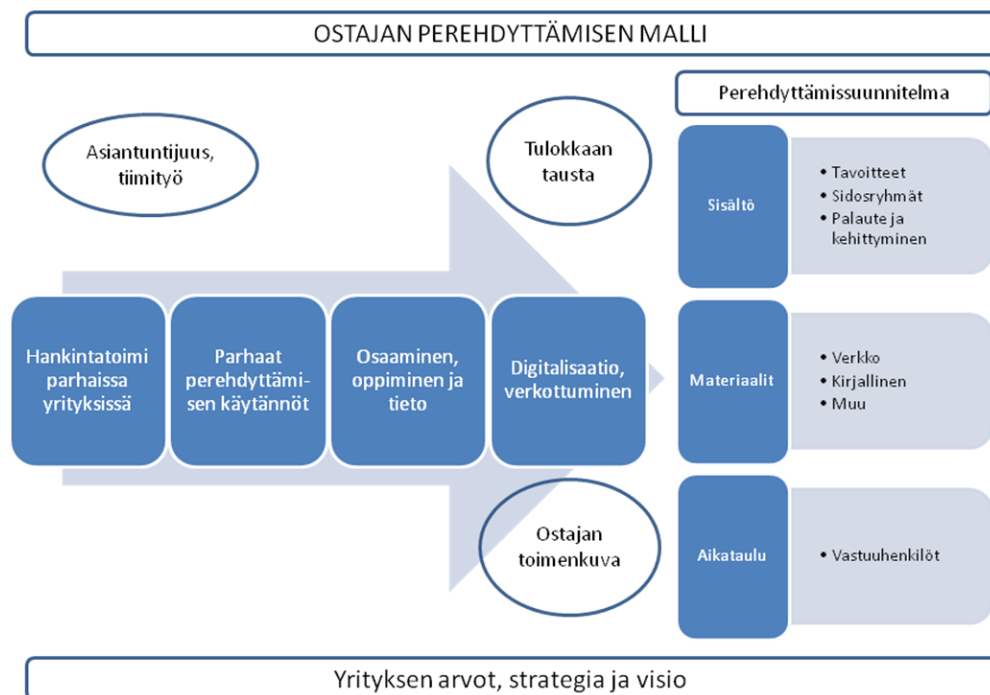 OSTAJAN PEREHDYTTÄMISEN MALLI
Asiantuntijuus,
tiimityö
Tulokkaan
tausta
Hankintatoimi
parhaissa
yrityksissä
Parhaat
perehdyttämi-
sen käytännöt
Osaaminen,
oppiminen ja
tieto
Digitalisaatio,
verkottuminen
Ostajan
toimenkuva
Perehdyttämissuunnitelma
Sisältö
• Tavoitteet
• Sidosryhmät
• Palaute ja
kehittyminen
Materiaalit
• Verkko
• Kirjallinen
• Muu
Aikataulu
• Vastuuhenkilöt
Yrityksen arvot, strategia ja visio